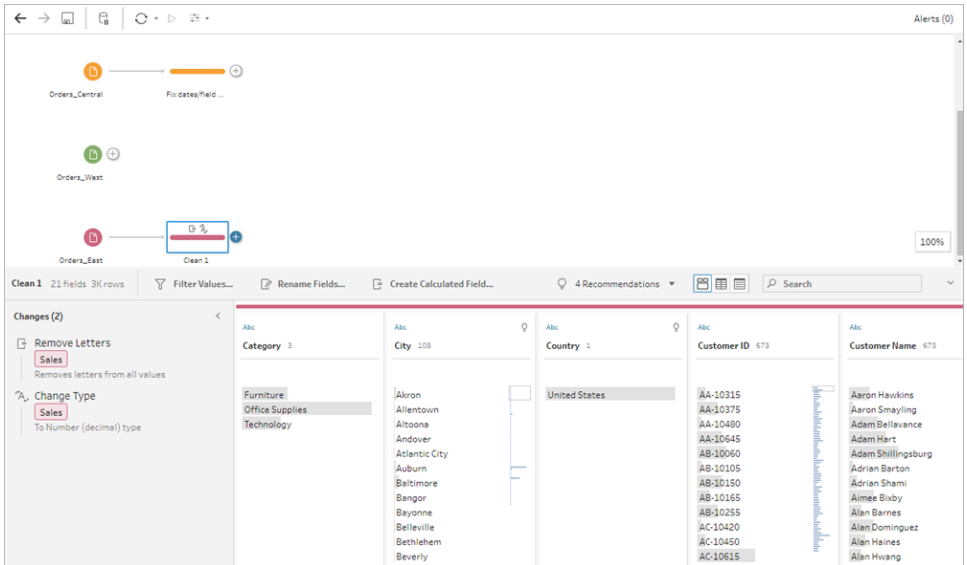 Alerts (0)
Orders_Central
Fix dates/field ...
Orders_West
Orders_East
Clean 1
100%
Clean 1 21 fields 3K rows Filter Values... Rename Fields... Create Calculated Field... 4 Recommendations Search
Changes (2)
Remove Letters
Sales
Removes letters from all values
Change Type
Sales
To Number (decimal) type
Abc
Category 3
Furniture
Office Supplies
Technology
Abc
City 108
Akron
Allentown
Altoona
Andover
Atlantic City
Auburn
Baltimore
Bangor
Bayonne
Belleville
Bethlehem
Beverly
Abc
Country 1
United States
Abc
Customer ID 673
AA-10315
AA-10375
AA-10480
AA-10645
AB-10060
AB-10105
AB-10150
AB-10165
AB-10255
AC-10420
AC-10450
AC-10615
Abc
Customer Name 673
Aaron Hawkins
Aaron Smayling
Adam Bellavance
Adam Hart
Adam Shillingsburg
Adrian Barton
Adrian Shami
Aimee Bixby
Alan Barnes
Alan Dominguez
Alan Haines
Alan Hwang